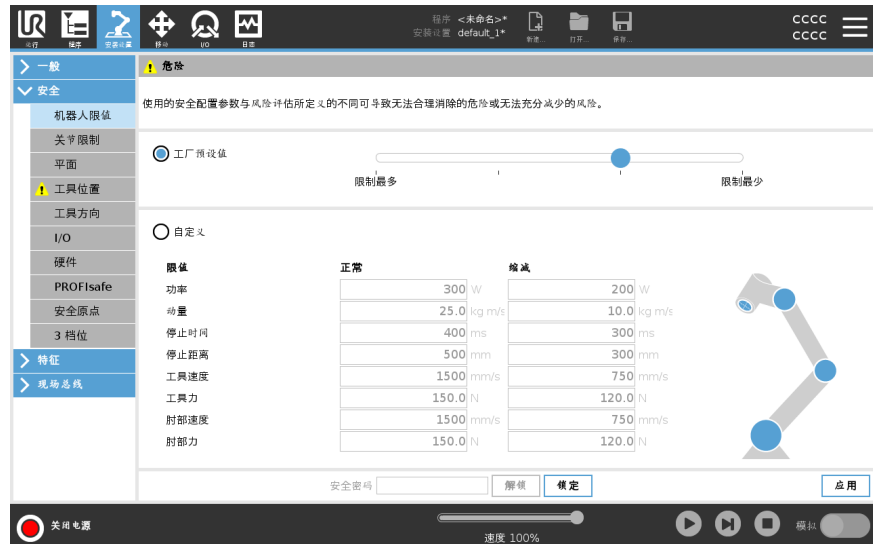 程序 <未命名>*
安装设置 default_1*
cccc
cccc
运行 程序 安装设置 移动 I/O 日志 新建... 打开... 保存...
一般
安全
机器人限值
关节限制
平面
工具位置
工具方向
I/O
硬件
PROFIsafe
安全原点
3 档位
特征
现场总线
危险
使用的安全配置参数与风险评估所定义的不同可导致无法合理消除的危险或无法充分减少的风险。
工厂预设值
限制最多 限制最少
自定义
限值 正常 缩减
功率 300 W 200 W
动量 25.0 kg m/s 10.0 kg m/s
停止时间 400 ms 300 ms
停止距离 500 mm 300 mm
工具速度 1500 mm/s 750 mm/s
工具力 150.0 N 120.0 N
肘部速度 1500 mm/s 750 mm/s
肘部力 150.0 N 120.0 N
安全密码 解锁 锁定 应用
关闭电源 速度 100% 模拟